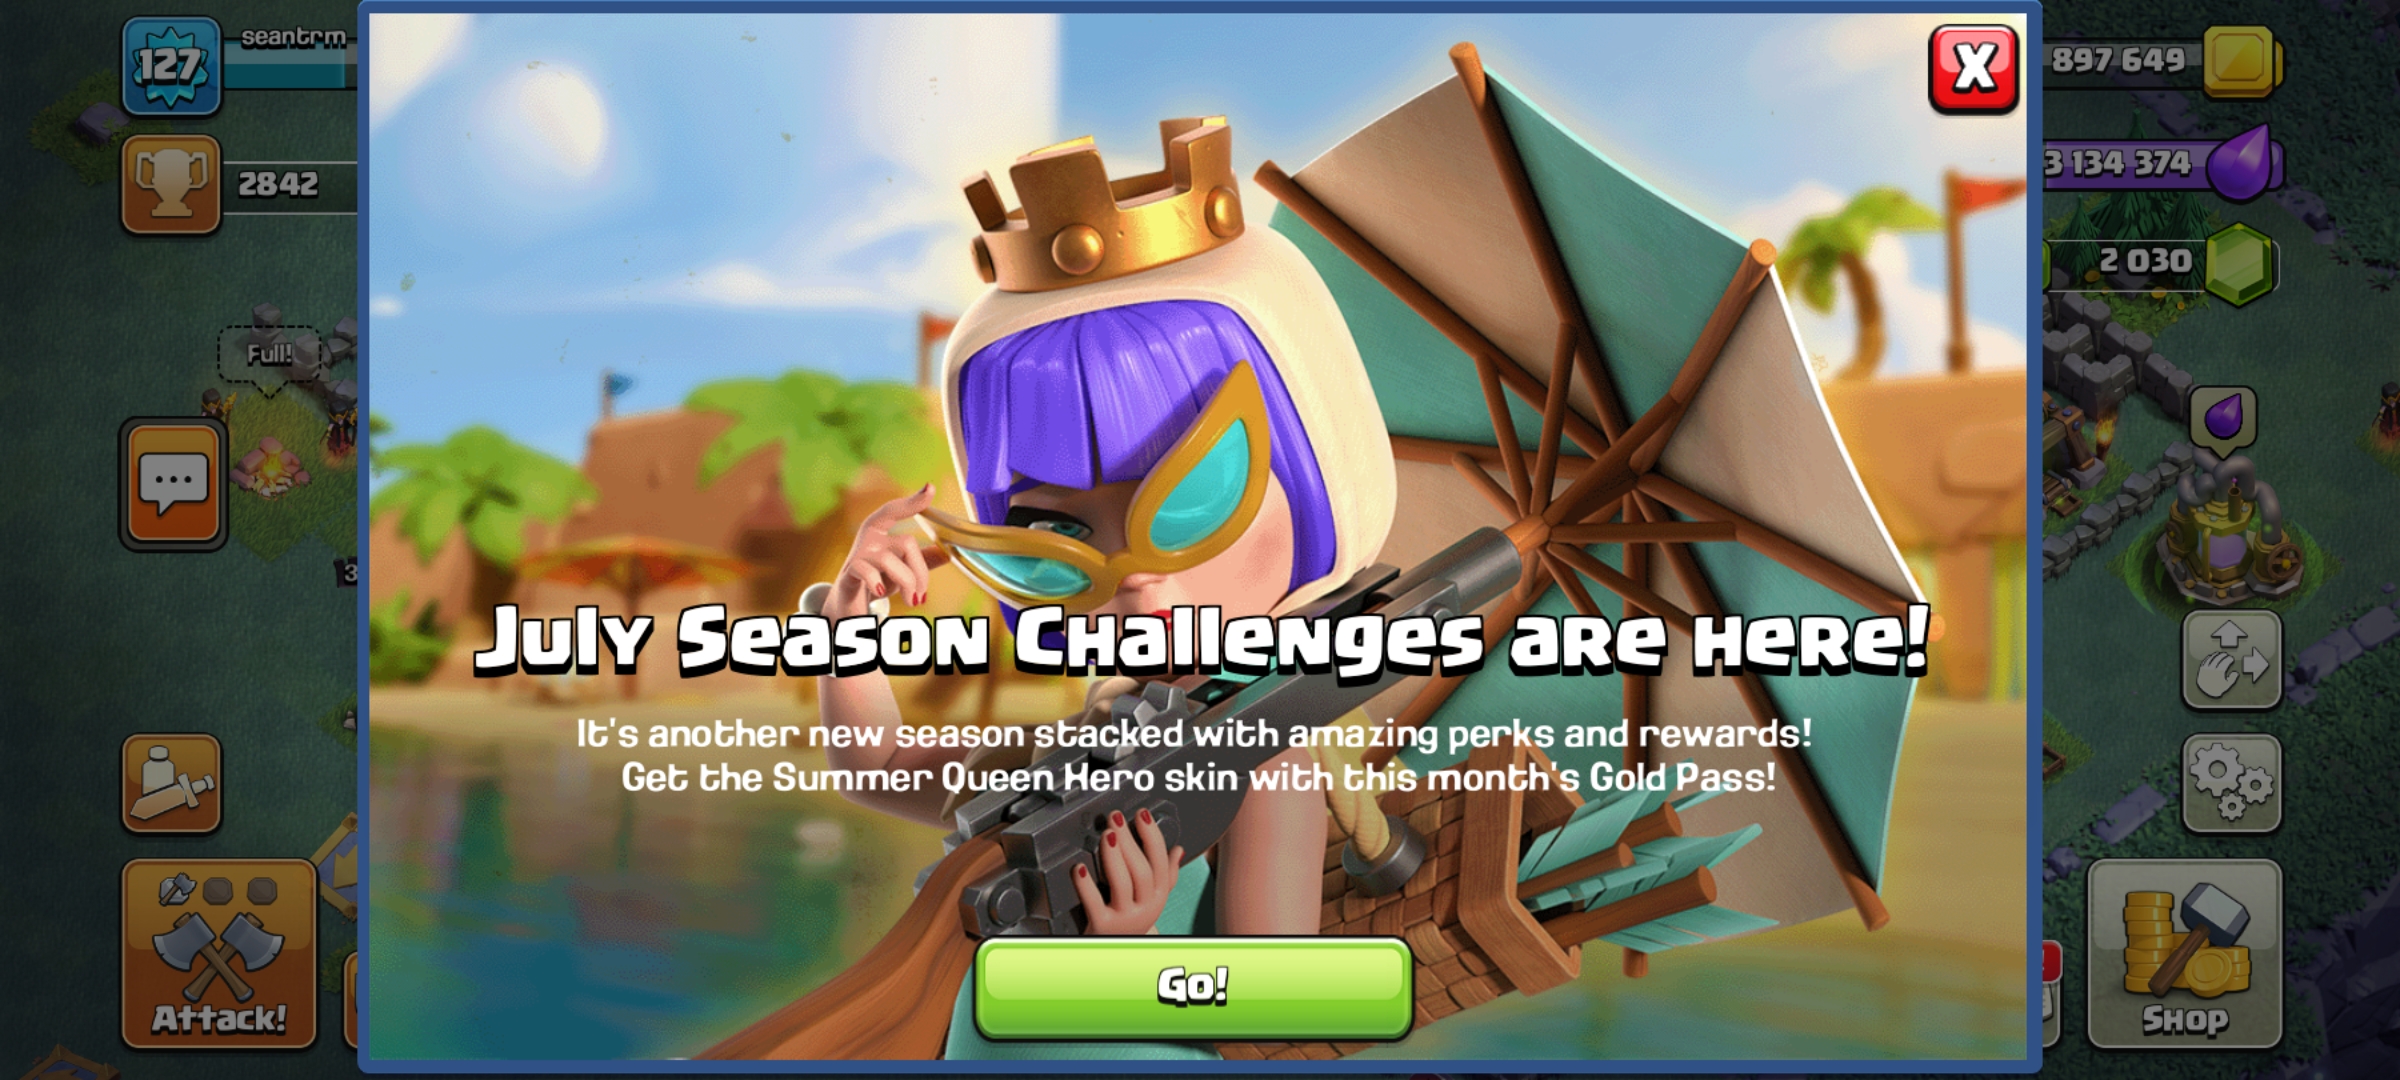 127
seantrm
2842
897 649
3 134 374
2 030
Full!
3
July Season Challenges are here!
It's another new season stacked with amazing perks and rewards!
Get the Summer Queen Hero skin with this month's Gold Pass!
Go!
Attack!
Shop
X